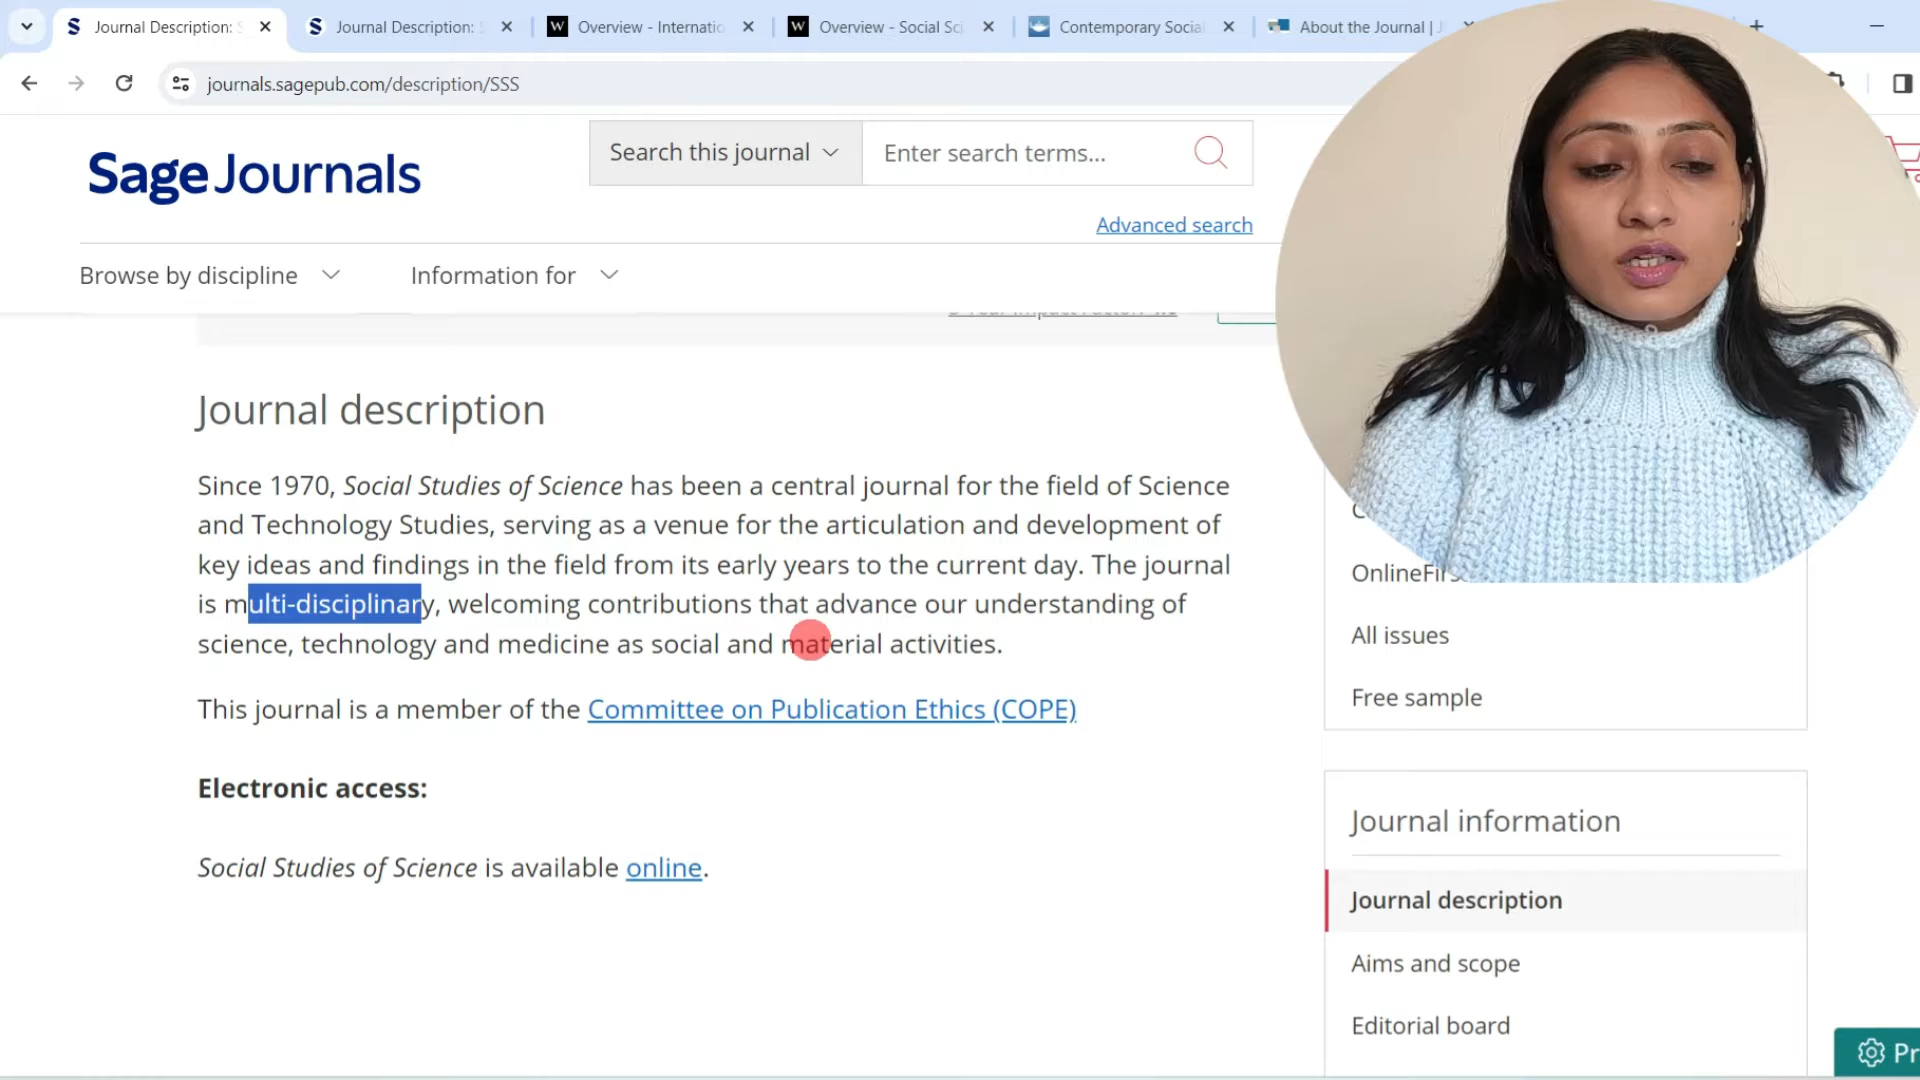 Journal Description: S
Journal Description:
Overview - Internatio
Overview - Social Sci
Contemporary Social
About the Journal | J
journals.sagepub.com/description/SSS
Sage Journals
Search this journal
Enter search terms...
Advanced search
Browse by discipline
Information for
Journal description
Since 1970, Social Studies of Science has been a central journal for the field of Science
and Technology Studies, serving as a venue for the articulation and development of
key ideas and findings in the field from its early years to the current day. The journal
is multi-disciplinary, welcoming contributions that advance our understanding of
science, technology and medicine as social and material activities.
This journal is a member of the Committee on Publication Ethics (COPE)
Electronic access:
Social Studies of Science is available online.
OnlineFirs
All issues
Free sample
Journal information
Journal description
Aims and scope
Editorial board
Pr